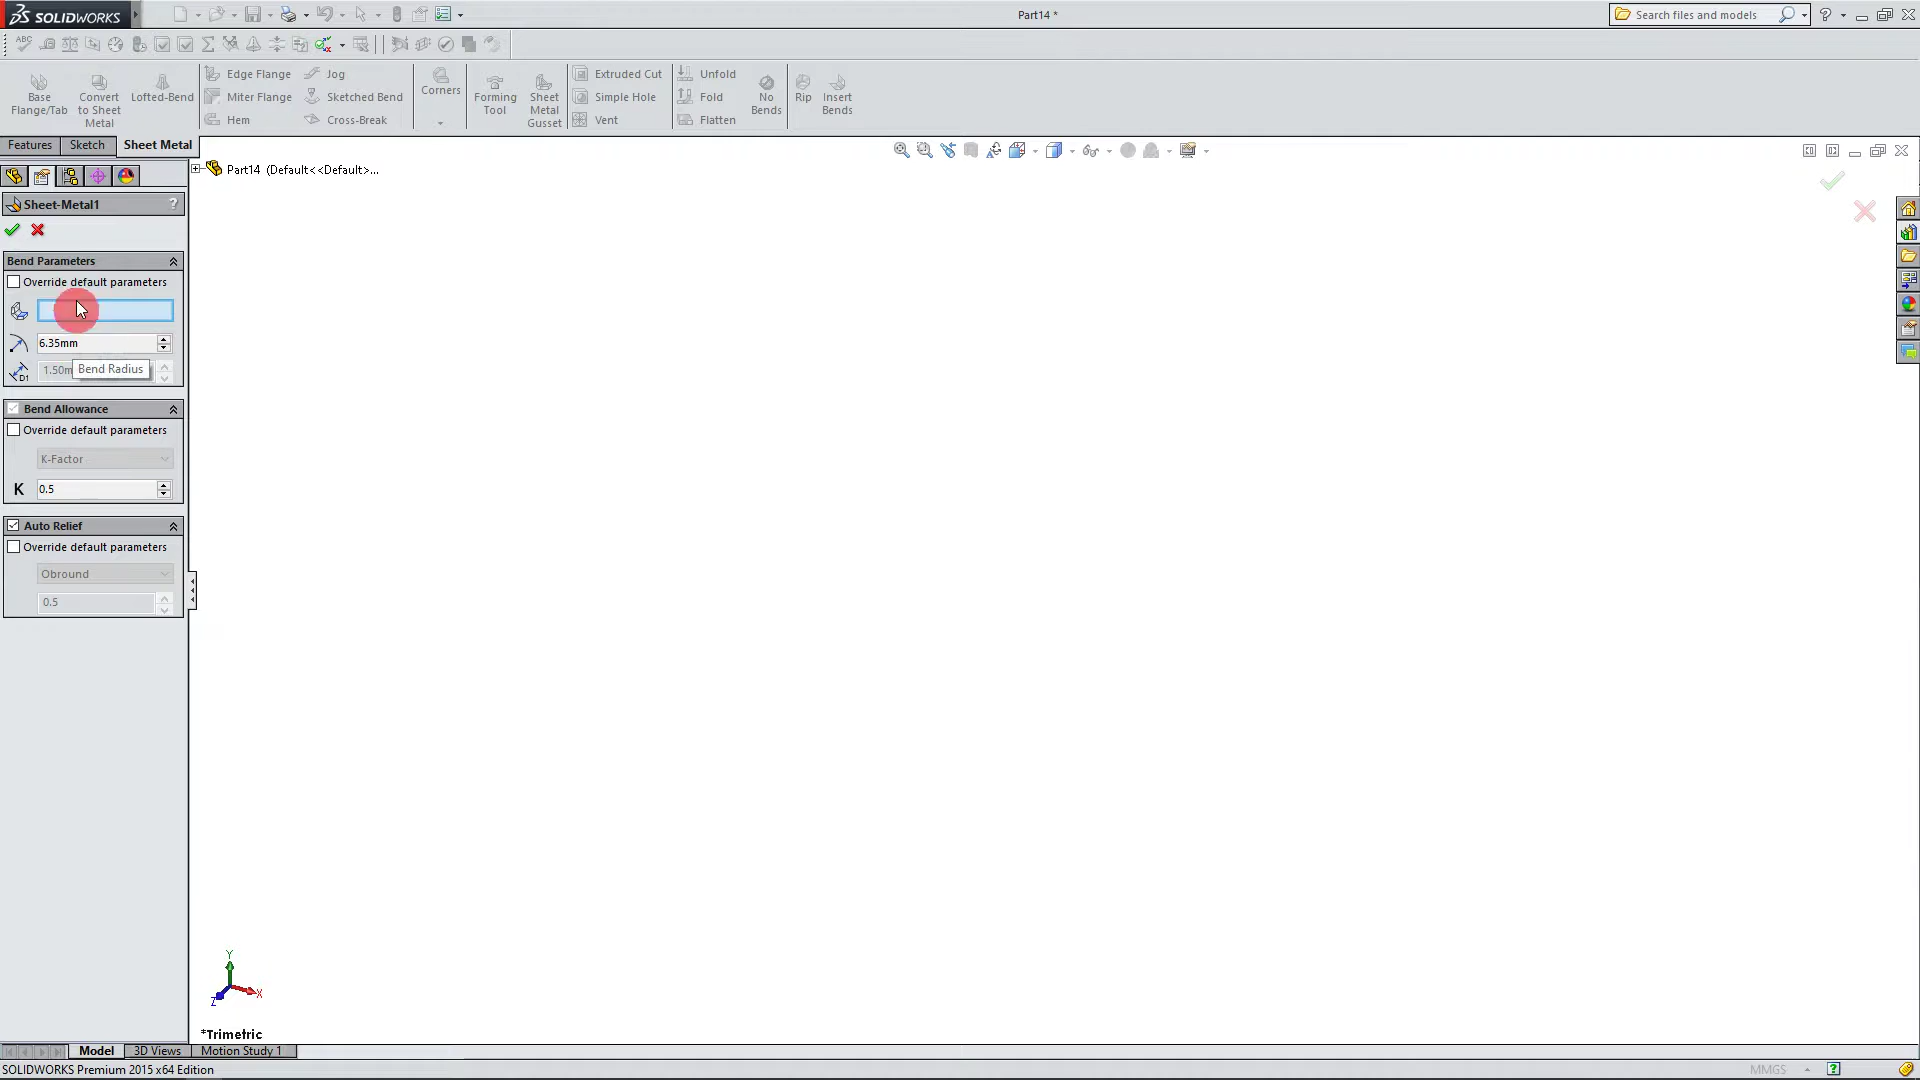 SOLIDWORKS
Part14 *
Search files and models
Base Flange/Tab
Convert to Sheet Metal
Lofted-Bend
Edge Flange
Miter Flange
Hem
Jog
Sketched Bend
Cross-Break
Corners
Forming Tool
Sheet Metal Gusset
Extruded Cut
Simple Hole
Vent
Unfold
Fold
Flatten
No Bends
Rip
Insert Bends
Features
Sketch
Sheet Metal
Part14 (Default<<Default>...
Sheet-Metal1
?
Bend Parameters
Override default parameters
6.35mm
D1
1.50m
Bend Radius
Bend Allowance
Override default parameters
K-Factor
K
0.5
Auto Relief
Override default parameters
Obround
0.5
Y
X
Z
*Trimetric
Model
3D Views
Motion Study 1
SOLIDWORKS Premium 2015 x64 Edition
MMGS